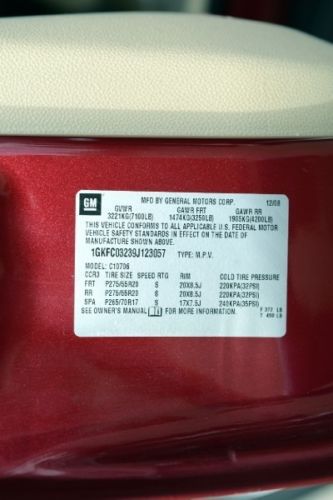 GM
MFD BY GENERAL MOTORS CORP. 12/08
GVWR GAWR FRT GAWR RR
3221KG(7100LB) 1474KG(3250LB) 1905KG(4200LB)
THIS VEHICLE CONFORMS TO ALL APPLICABLE U.S. FEDERAL MOTOR
VEHICLE SAFETY STANDARDS IN EFFECT ON THE DATE OF
MANUFACTURE SHOWN ABOVE.
1GKFC03239J123057 TYPE: M.P.V.
MODEL: C10706
CCR3 TIRE SIZE SPEED RTG RIM COLD TIRE PRESSURE
FRT P275/55R20 S 20X8.5J 220KPA(32PSI)
RR P275/55R20 S 20X8.5J 220KPA(32PSI)
SPA P265/70R17 S 17X7.5J 240KPA(35PSI)
SEE OWNER'S MANUAL FOR MORE INFORMATION.